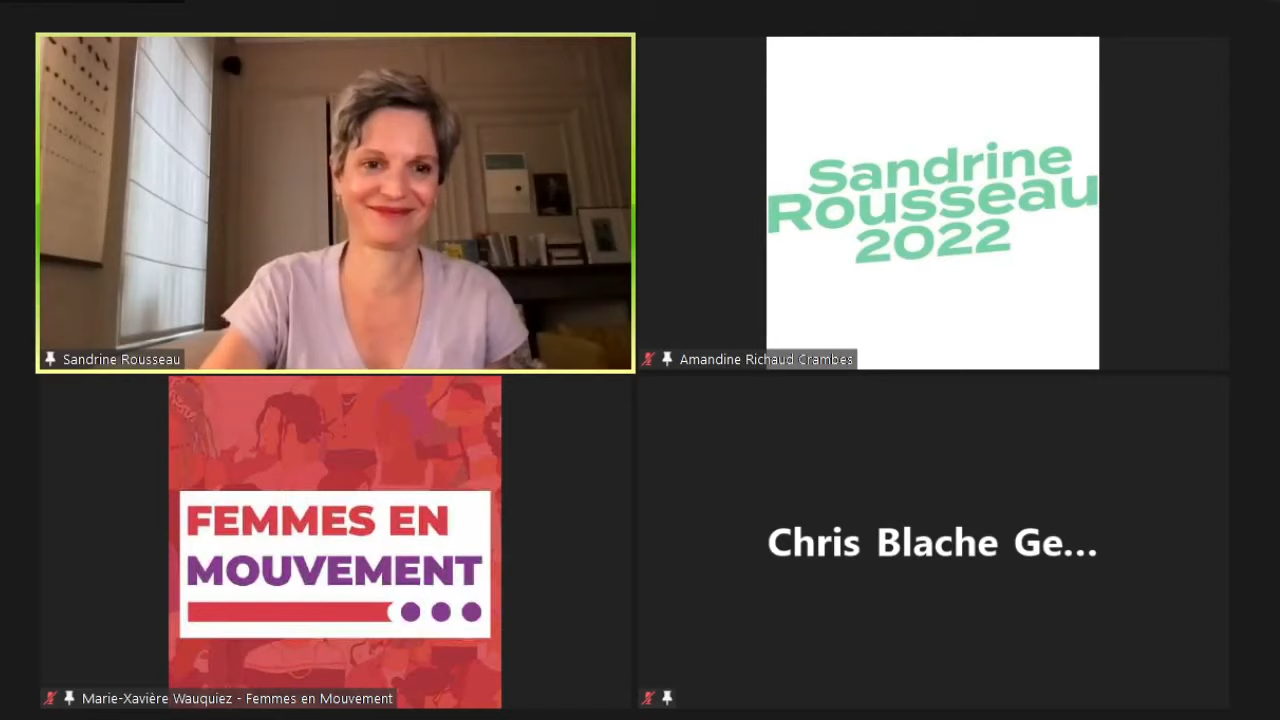 Sandrine
Rousseau
2022
Sandrine Rousseau
Amandine Richaud Crambes
FEMMES EN
MOUVEMENT
Chris Blache Ge...
Marie-Xavière Wauquiez - Femmes en Mouvement